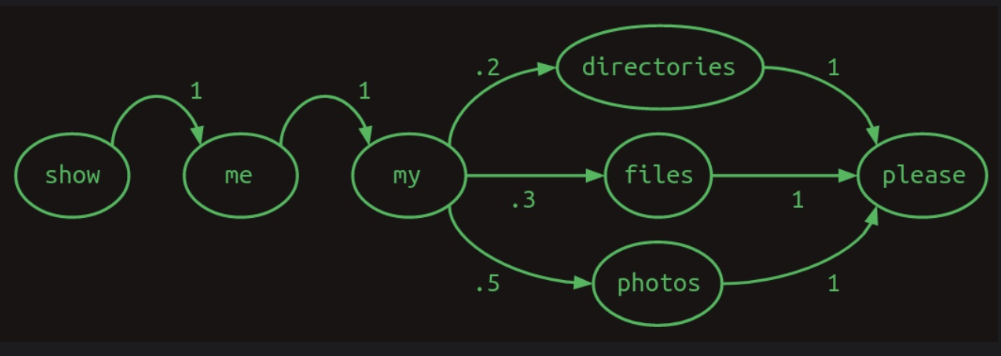 1
1
.2
directories
1
show
me
my
files
please
.3
1
.5
photos
1